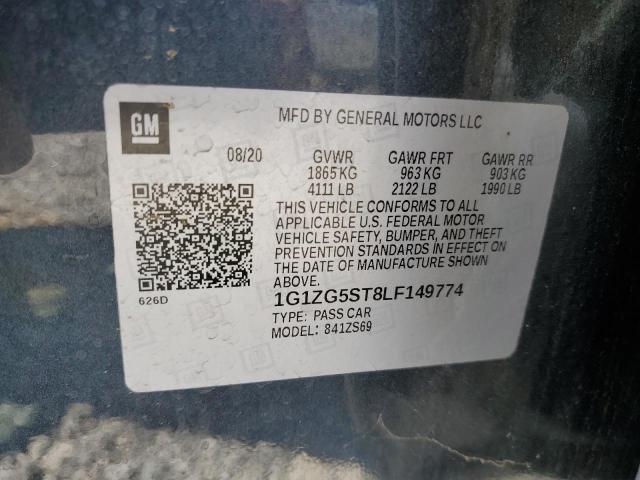 GM
MFD BY GENERAL MOTORS LLC
08/20 GVWR GAWR FRT GAWR RR
1865 KG 963 KG 903 KG
4111 LB 2122 LB 1990 LB
THIS VEHICLE CONFORMS TO ALL
APPLICABLE U.S. FEDERAL MOTOR
VEHICLE SAFETY, BUMPER, AND THEFT
PREVENTION STANDARDS IN EFFECT ON
THE DATE OF MANUFACTURE SHOWN
ABOVE.
626D
1G1ZG5ST8LF149774
TYPE: PASS CAR
MODEL: 841ZS69